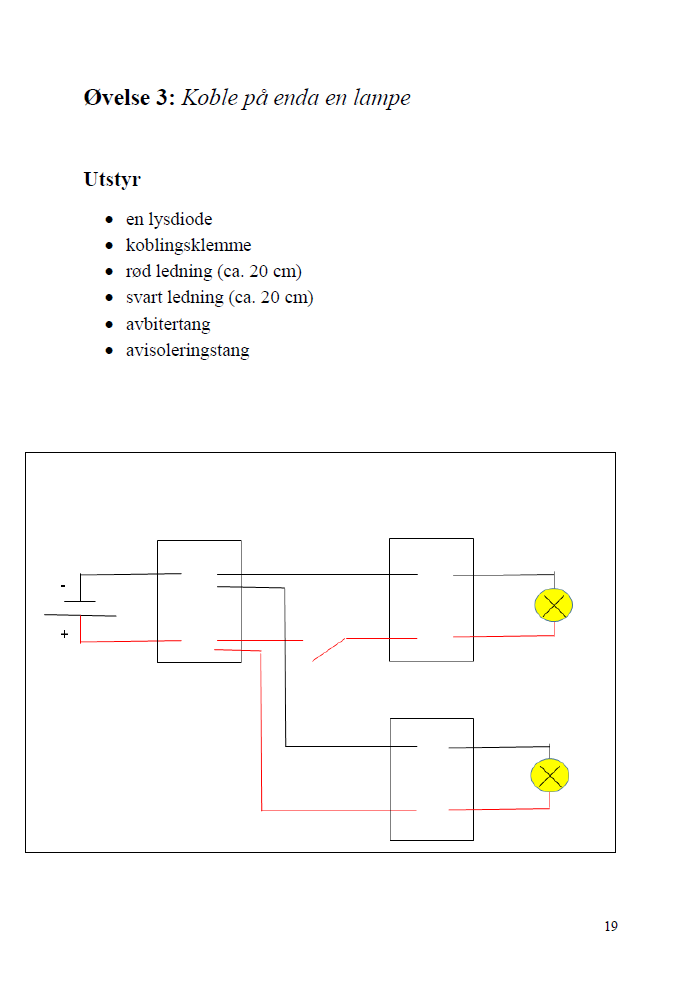 Øvelse 3: Koble på enda en lampe
Utstyr
• en lysdiode
• koblingsklemme
• rød ledning (ca. 20 cm)
• svart ledning (ca. 20 cm)
• avbitertang
• avisoleringstang
-
+
19